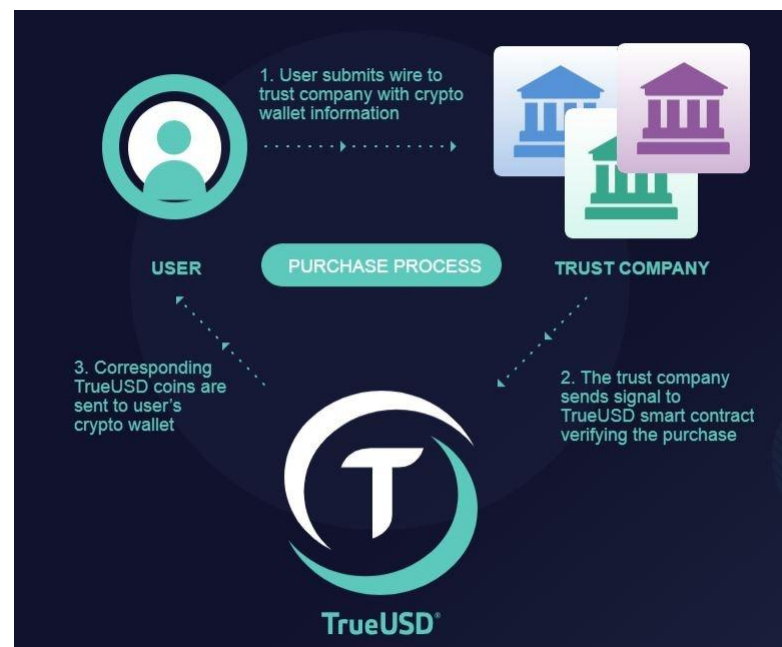 1. User submits wire to
trust company with crypto
wallet information
USER
PURCHASE PROCESS
TRUST COMPANY
3. Corresponding
TrueUSD coins are
sent to user's
crypto wallet
2. The trust company
sends signal to
TrueUSD smart contract
verifying the purchase
T
TrueUSD®